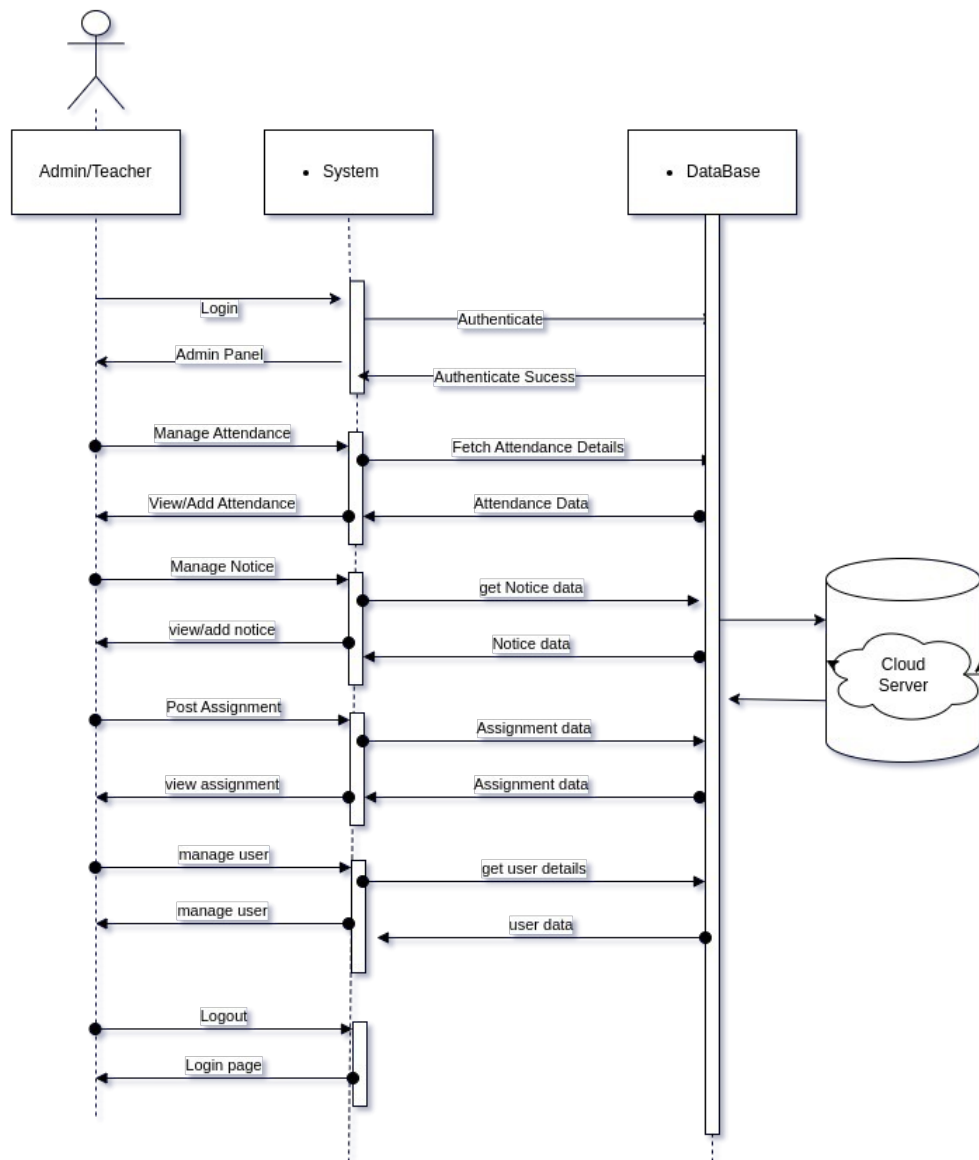 Admin/Teacher
• System
• DataBase
Login
Authenticate
Admin Panel
Authenticate Sucess
Manage Attendance
Fetch Attendance Details
View/Add Attendance
Attendance Data
Manage Notice
get Notice data
view/add notice
Notice data
Cloud
Server
Post Assignment
Assignment data
view assignment
Assignment data
manage user
get user details
manage user
user data
Logout
Login page